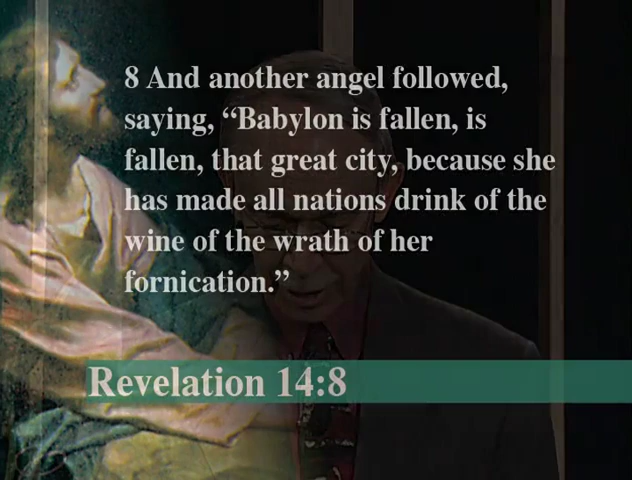 8 And another angel followed,
saying, “Babylon is fallen, is
fallen, that great city, because she
has made all nations drink of the
wine of the wrath of her
fornication.”
Revelation 14:8